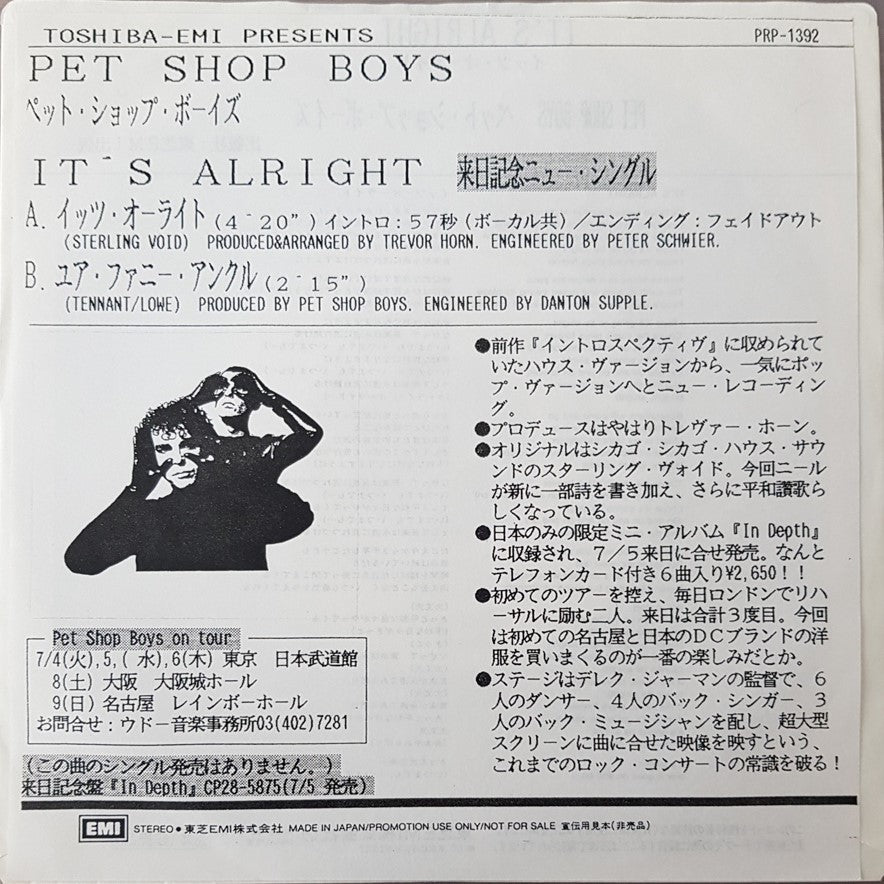 TOSHIBA-EMI PRESENTS PRP-1392
PET SHOP BOYS
ペット・ショップ・ボーイズ
IT´S ALRIGHT 来日記念ニュー・シングル
A. イッツ・オーライト (4´20”) イントロ:57秒 (ボーカル共) /エンディング:フェイドアウト
(STERLING VOID) PRODUCED&ARRANGED BY TREVOR HORN. ENGINEERED BY PETER SCHWIER.
B. ユア・ファニー・アンクル (2´15”)
(TENNANT/LOWE) PRODUCED BY PET SHOP BOYS. ENGINEERED BY DANTON SUPPLE.
●前作『イントロスペクティヴ』に収められて
いたハウス・ヴァージョンから、一気にポッ
プ・ヴァージョンへとニュー・レコーディン
グ。
●プロデュースはやはりトレヴァー・ホーン。
●オリジナルはシカゴ・シカゴ・ハウス・サウ
ンドのスターリング・ヴォイド。今回ニール
が新に一部詩を書き加え、さらに平和讃歌ら
しくなっている。
●日本のみの限定ミニ・アルバム『In Depth』
に収録され、7/5来日に合せ発売。なんと
テレフォンカード付き6曲入り¥2,650!!
●初めてのツアーを控え、毎日ロンドンでリハ
ーサルに励む二人。来日は合計3度目。今回
は初めての名古屋と日本のDCブランドの洋
服を買いまくるのが一番の楽しみだとか。
●ステージはデレク・ジャーマンの監督で、6
人のダンサー、4人のバック・シンガー、3
人のバック・ミュージシャンを配し、超大型
スクリーンに曲に合せた映像を映すという、
これまでのロック・コンサートの常識を破る!
Pet Shop Boys on tour
7/4(火),5,( 水),6(木) 東京 日本武道館
8(土) 大阪 大阪城ホール
9(日) 名古屋 レインボーホール
お問合せ:ウドー音楽事務所03(402)7281
(この曲のシングル発売はありません。)
来日記念盤『In Depth』CP28-5875(7/5 発売)
EMI STEREO●東芝EMI株式会社 MADE IN JAPAN/PROMOTION USE ONLY/NOT FOR SALE 宣伝用見本(非売品)